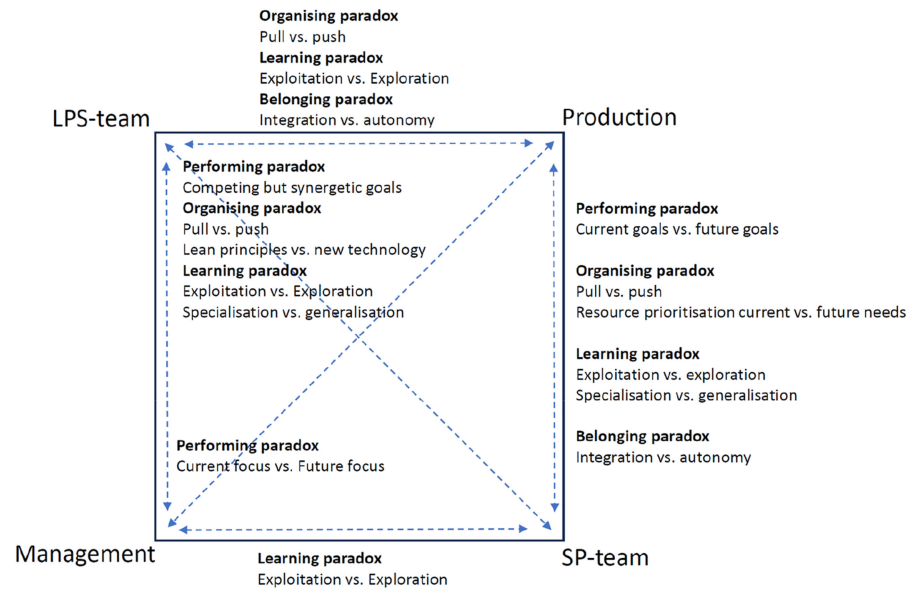 Organising paradox
Pull vs. push
Learning paradox
Exploitation vs. Exploration
Belonging paradox
Integration vs. autonomy
LPS-team
Production
Performing paradox
Competing but synergetic goals
Organising paradox
Pull vs. push
Lean principles vs. new technology
Learning paradox
Exploitation vs. Exploration
Specialisation vs. generalisation
Performing paradox
Current goals vs. future goals
Organising paradox
Pull vs. push
Resource prioritisation current vs. future needs
Learning paradox
Exploitation vs. exploration
Specialisation vs. generalisation
Belonging paradox
Integration vs. autonomy
Performing paradox
Current focus vs. Future focus
Management
SP-team
Learning paradox
Exploitation vs. Exploration